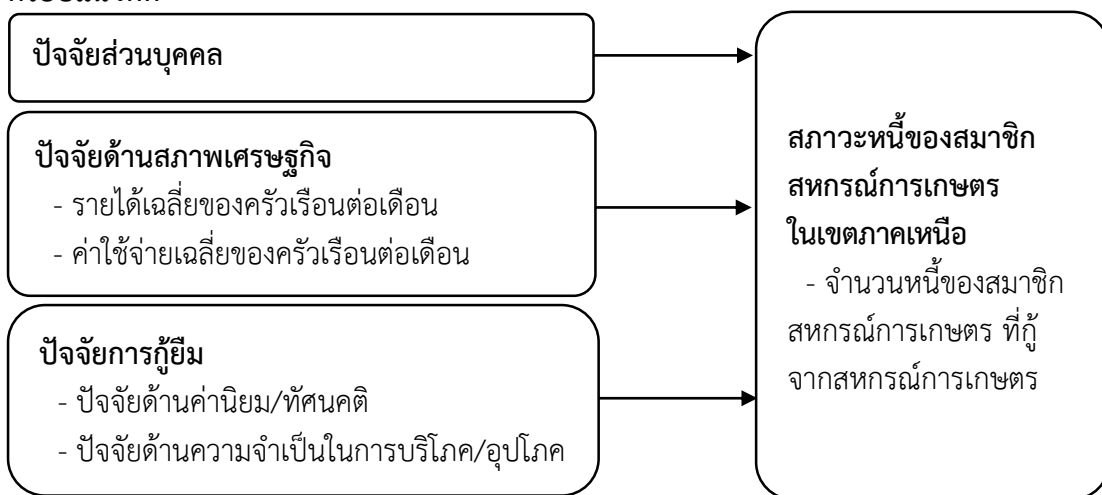 ปัจจัยส่วนบุคคล
ปัจจัยด้านสภาพเศรษฐกิจ
- รายได้เฉลี่ยของครัวเรือนต่อเดือน
- ค่าใช้จ่ายเฉลี่ยของครัวเรือนต่อเดือน
ปัจจัยการกู้ยืม
- ปัจจัยด้านค่านิยม/ทัศนคติ
- ปัจจัยด้านความจำเป็นในการบริโภค/อุปโภค
สภาวะหนี้ของสมาชิก
สหกรณ์การเกษตร
ในเขตภาคเหนือ
- จำนวนหนี้ของสมาชิก
สหกรณ์การเกษตร ที่กู้
จากสหกรณ์การเกษตร